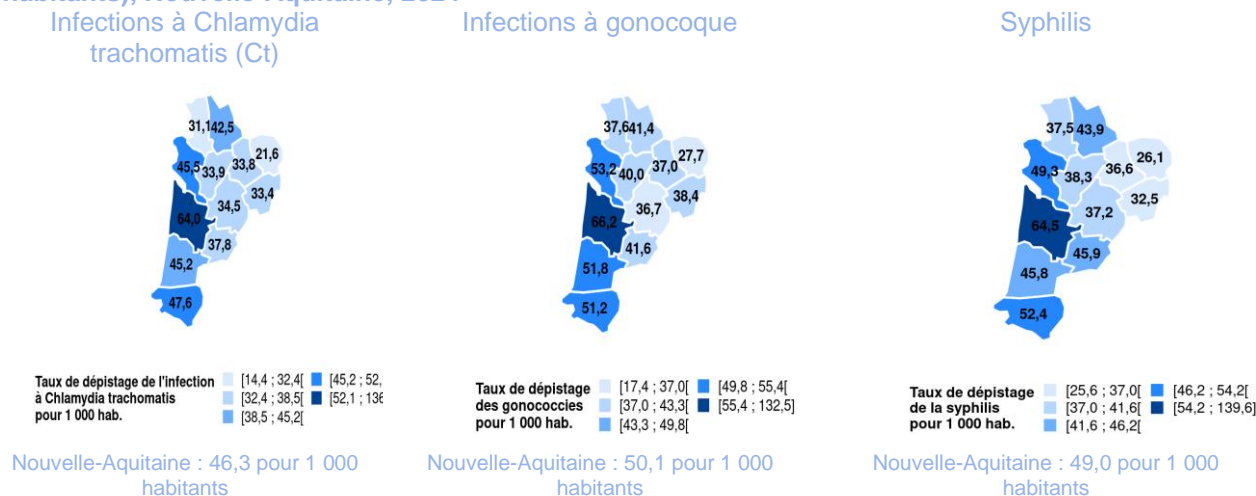 Infections à Chlamydia
trachomatis (Ct)
31,1 42,5
45,5 33,9 33,8 21,6
33,4
34,5
64,0
37,8
45,2
47,6
Taux de dépistage de l'infection
à Chlamydia trachomatis
pour 1 000 hab.
[14,4 ; 32,4[
[32,4 ; 38,5[
[38,5 ; 45,2[
[45,2 ; 52,
[52,1 ; 136
Nouvelle-Aquitaine : 46,3 pour 1 000
habitants
Infections à gonocoque
37,6 41,4
53,2 40,0 37,0 27,7
38,4
36,7
66,2
41,6
51,8
51,2
Taux de dépistage
des gonococcies
pour 1 000 hab.
[17,4 ; 37,0[
[37,0 ; 43,3[
[43,3 ; 49,8[
[49,8 ; 55,4[
[55,4 ; 132,5]
Nouvelle-Aquitaine : 50,1 pour 1 000
habitants
Syphilis
37,5 43,9
49,3 38,3 36,6 26,1
32,5
37,2
64,5
45,9
45,8
52,4
Taux de dépistage
de la syphilis
pour 1 000 hab.
[25,6 ; 37,0[
[37,0 ; 41,6[
[41,6 ; 46,2[
[46,2 ; 54,2[
[54,2 ; 139,6]
Nouvelle-Aquitaine : 49,0 pour 1 000
habitants